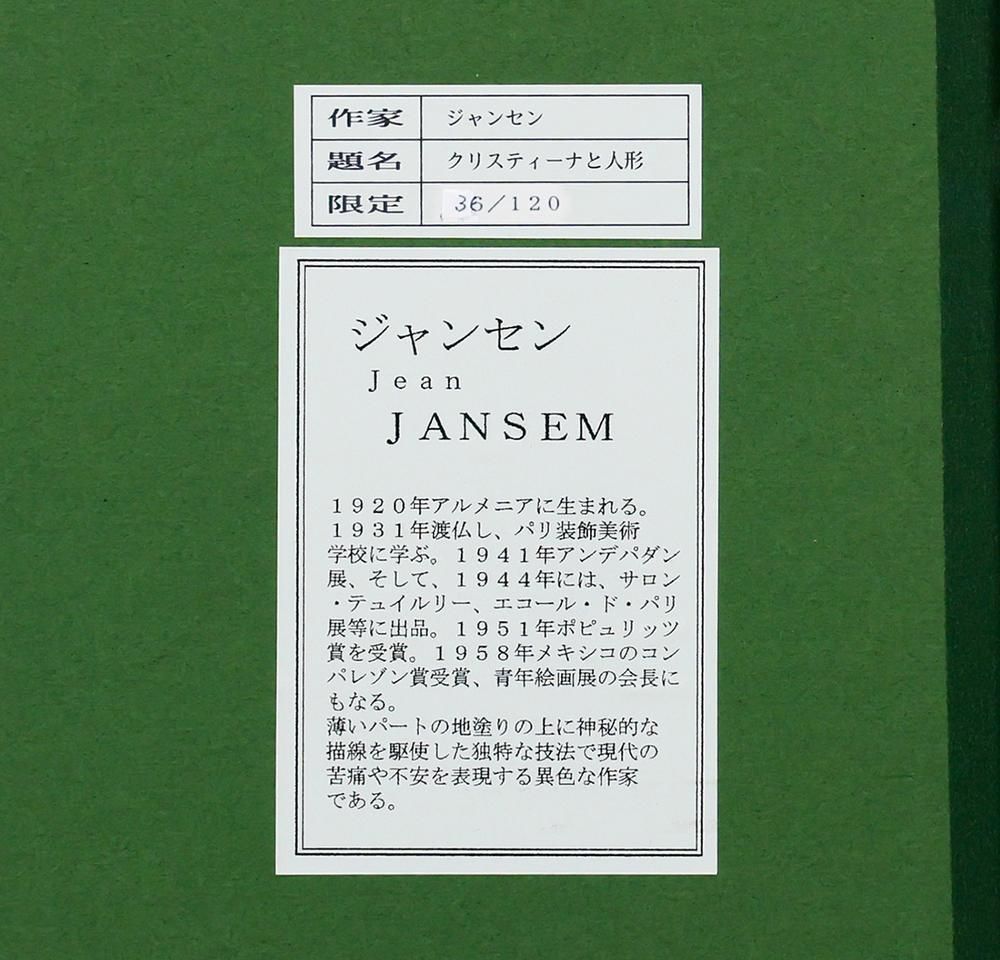 作家 ジャンセン
題名 クリスティーナと人形
限定 36／120
ジャンセン
Jean
JANSEM
１９２０年アルメニアに生まれる。
１９３１年渡仏し、パリ装飾美術
学校に学ぶ。１９４１年アンデパダン
展、そして、１９４４年には、サロン
・テュイルリー、エコール・ド・パリ
展等に出品。１９５１年ポピュリッツ
賞を受賞。１９５８年メキシコのコン
パレゾン賞受賞、青年絵画展の会長に
もなる。
薄いパートの地塗りの上に神秘的な
描線を駆使した独特な技法で現代の
苦痛や不安を表現する異色な作家
である。